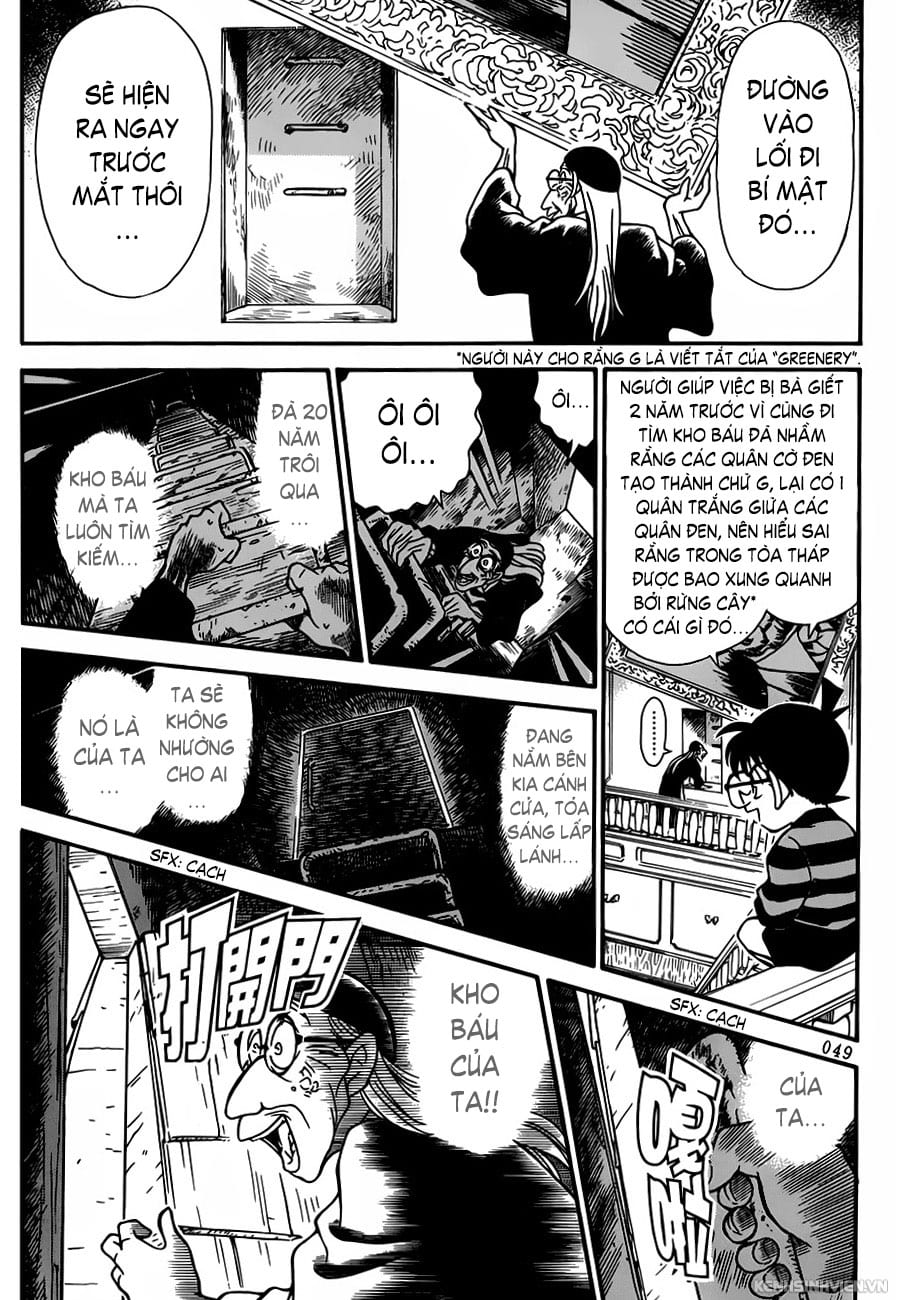 ĐƯỜNG
VÀO
LỐI ĐI
BÍ MẬT
ĐÓ...
SẼ HIỆN
RA NGAY
TRƯỚC
MẮT THÔI
...
*NGƯỜI NÀY CHO RẰNG G LÀ VIẾT TẮT CỦA "GREENERY".
NGƯỜI GIÚP VIỆC BỊ BÀ GIẾT
2 NĂM TRƯỚC VÌ CŨNG ĐI
TÌM KHO BÁU ĐÃ NHẦM
RẰNG CÁC QUÂN CỜ ĐEN
TẠO THÀNH CHỮ G, LẠI CÓ 1
QUÂN TRẮNG GIỮA CÁC
QUÂN ĐEN, NÊN HIỂU SAI
RẰNG TRONG TÒA THÁP
ĐƯỢC BAO XUNG QUANH
BỞI RỪNG CÂY*
CÓ CÁI GÌ ĐÓ...
ÔI...
ÔI ÔI
ÔI...
ĐÃ 20
NĂM
TRÔI
QUA
...
KHO BÁU
MÀ TA
LUÔN TÌM
KIẾM...
ĐANG
NẰM BÊN
KIA CÁNH
CỬA, TỎA
SÁNG LẤP
LÁNH...
TA SẼ
KHÔNG
NHƯỜNG
CHO AI
...
NÓ LÀ
CỦA TA
...
SFX: CẠCH
049
CỦA
TA...
SFX: CẠCH
KHO
BÁU
CỦA
TA!!
打開門
KENHSINHVIEN.VN